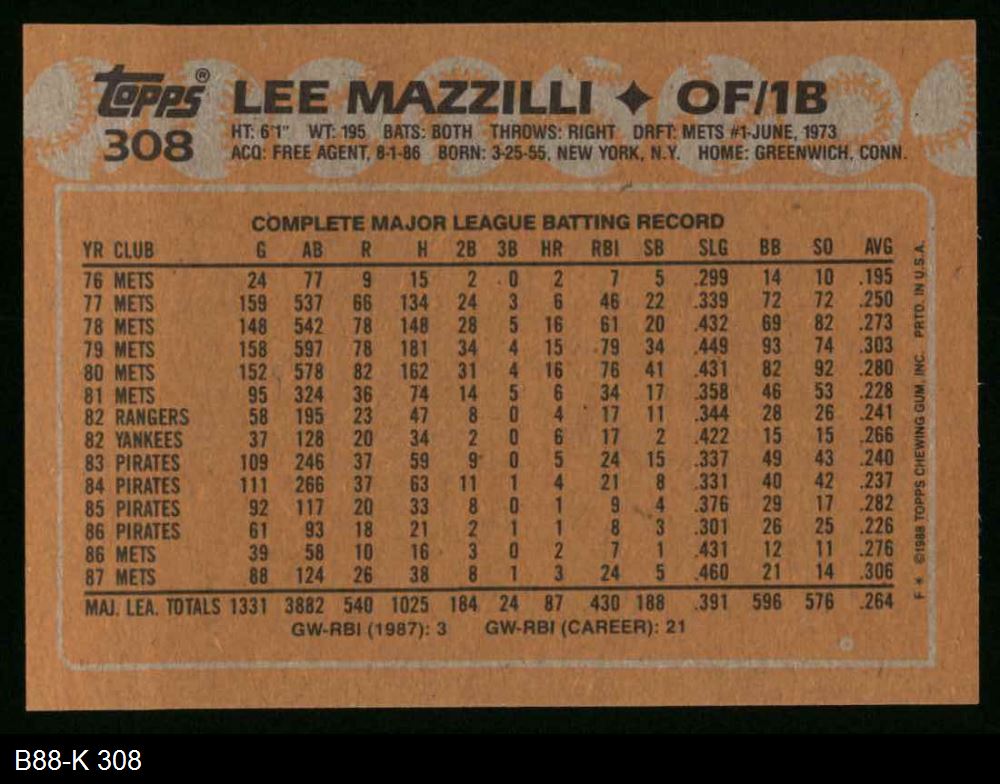 topps® LEE MAZZILLI ✦ OF/1B
308 HT: 6'1" WT: 195 BATS: BOTH THROWS: RIGHT DRFT: METS #1-JUNE, 1973
ACQ: FREE AGENT, 8-1-86 BORN: 3-25-55, NEW YORK, N.Y. HOME: GREENWICH, CONN.
COMPLETE MAJOR LEAGUE BATTING RECORD
YR CLUB G AB R H 2B 3B HR RBI SB SLG BB SO AVG
76 METS 24 77 9 15 2 0 2 7 5 .299 14 10 .195
77 METS 159 537 66 134 24 3 6 46 22 .339 72 72 .250
78 METS 148 542 78 148 28 5 16 61 20 .432 69 82 .273
79 METS 158 597 78 181 34 4 15 79 34 .449 93 74 .303
80 METS 152 578 82 162 31 4 16 76 41 .431 82 92 .280
81 METS 95 324 36 74 14 5 6 34 17 .358 46 53 .228
82 RANGERS 58 195 23 47 8 0 4 17 11 .344 28 26 .241
82 YANKEES 37 128 20 34 2 0 6 17 2 .422 15 15 .266
83 PIRATES 109 246 37 59 9 0 5 24 15 .337 49 43 .240
84 PIRATES 111 266 37 63 11 1 4 21 8 .331 40 42 .237
85 PIRATES 92 117 20 33 8 0 1 9 4 .376 29 17 .282
86 PIRATES 61 93 18 21 2 1 1 8 3 .301 26 25 .226
86 METS 39 58 10 16 3 0 2 7 1 .431 12 11 .276
87 METS 88 124 26 38 8 1 3 24 5 .460 21 14 .306
MAJ. LEA. TOTALS 1331 3882 540 1025 184 24 87 430 188 .391 596 576 .264
GW-RBI (1987): 3 GW-RBI (CAREER): 21
F * ©1988 TOPPS CHEWING GUM, INC. PRTD. IN U.S.A.
B88-K 308